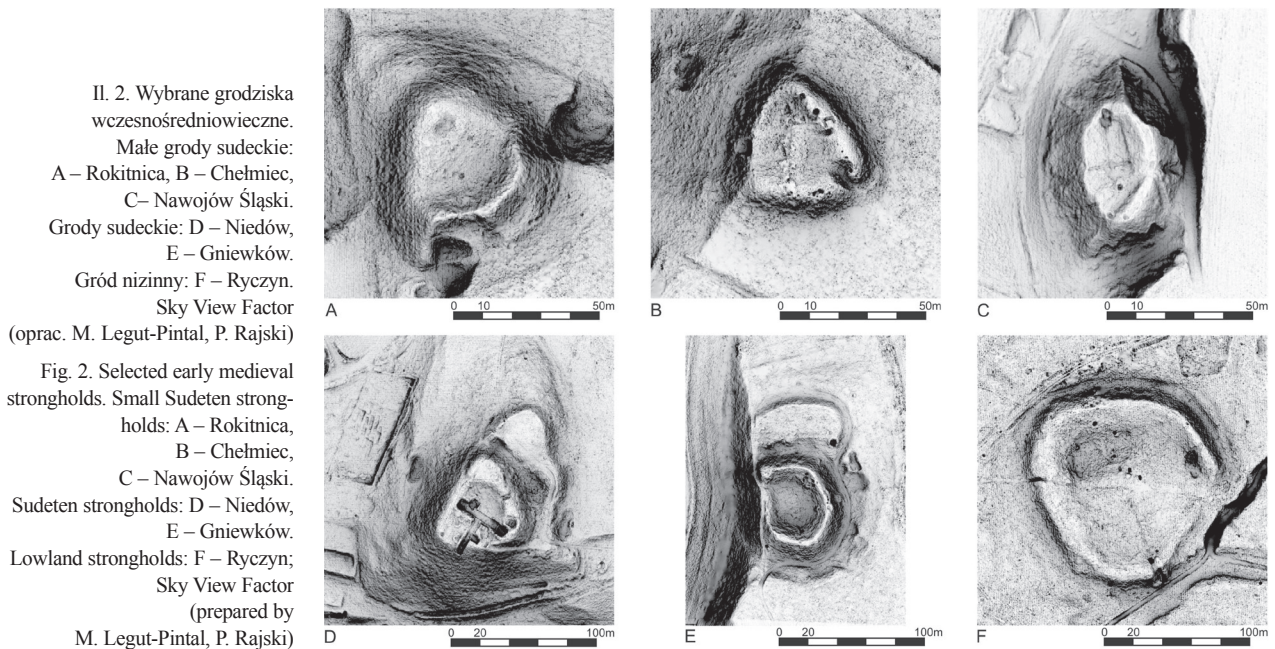 Il. 2. Wybrane grodziska
wczesnośredniowieczne.
Małe grody sudeckie:
A – Rokitnica, B – Chełmiec,
C– Nawojów Śląski.
Grody sudeckie: D – Niedów,
E – Gniewków.
Gród nizinny: F – Ryczyn.
Sky View Factor
(oprac. M. Legut-Pintal, P. Rajski)
Fig. 2. Selected early medieval
strongholds. Small Sudeten strong-
holds: A – Rokitnica,
B – Chełmiec,
C – Nawojów Śląski.
Sudeten strongholds: D – Niedów,
E – Gniewków.
Lowland strongholds: F – Ryczyn;
Sky View Factor
(prepared by
M. Legut-Pintal, P. Rajski)
A
0 10 50m
B
0 10 50m
C
0 10 50m
D
0 20 100m
E
0 20 100m
F
0 20 100m